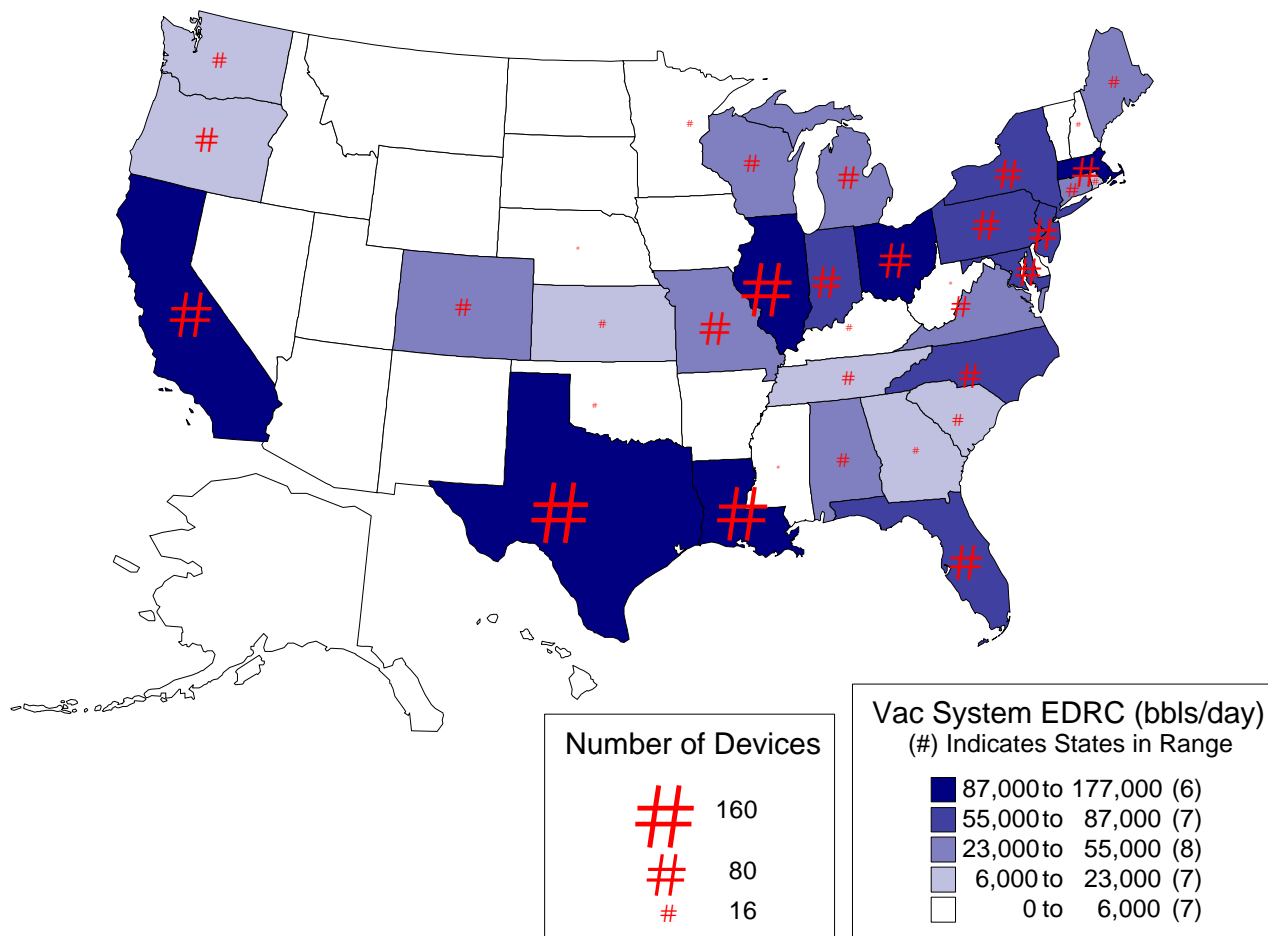 Number of Devices
# 160
# 80
# 16
Vac System EDRC (bbls/day)
(#) Indicates States in Range
87,000 to 177,000 (6)
55,000 to 87,000 (7)
23,000 to 55,000 (8)
6,000 to 23,000 (7)
0 to 6,000 (7)